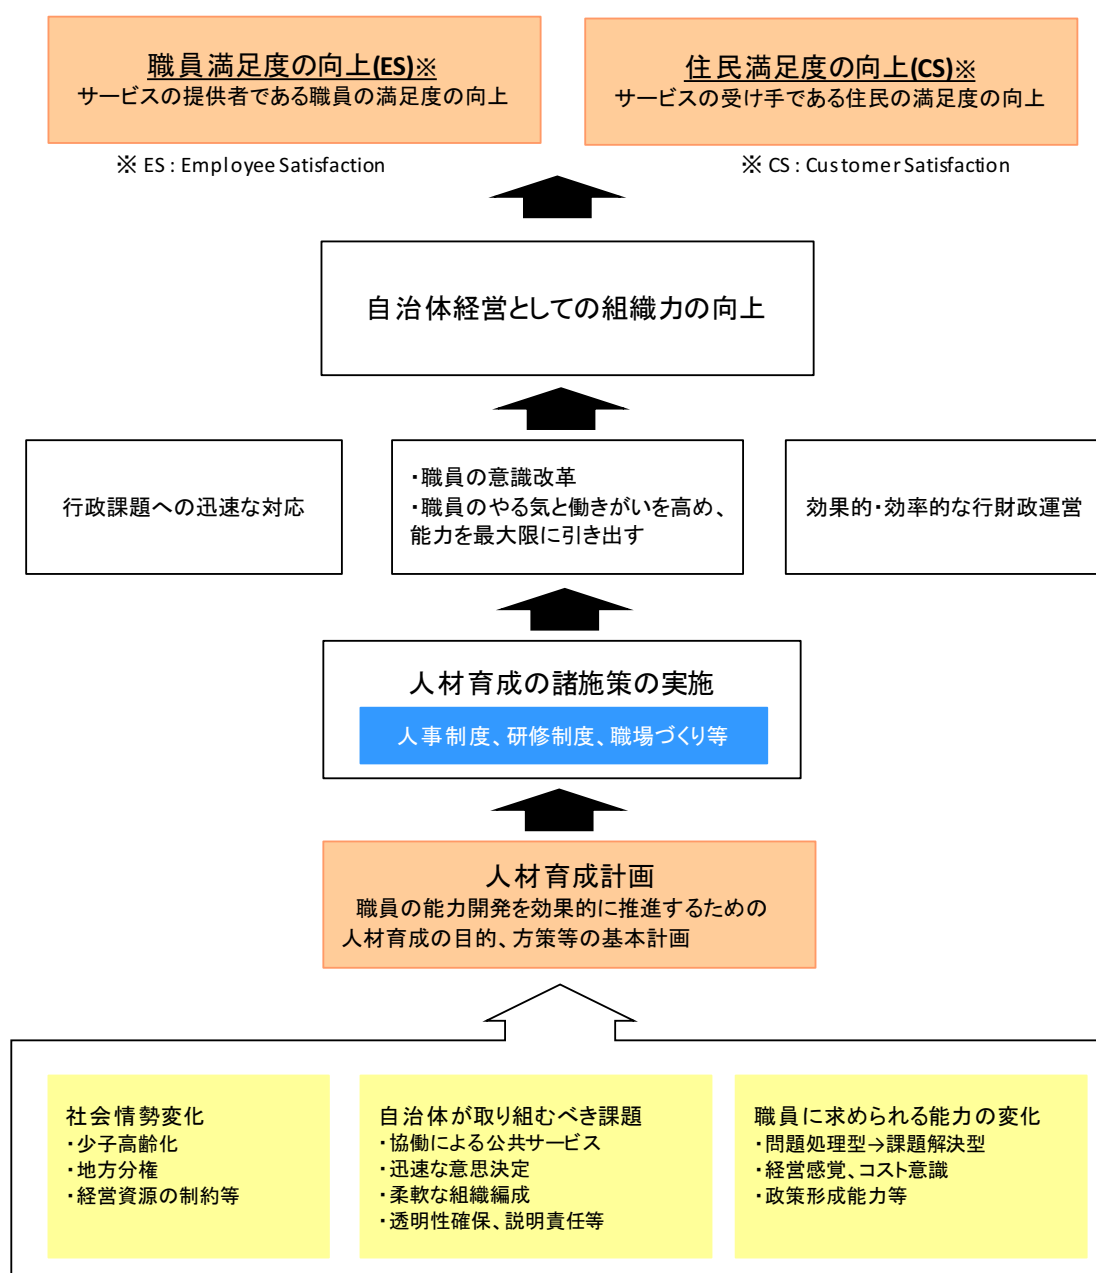 職員満足度の向上(ES)※
サービスの提供者である職員の満足度の向上
※ ES : Employee Satisfaction
住民満足度の向上(CS)※
サービスの受け手である住民の満足度の向上
※ CS : Customer Satisfaction
自治体経営としての組織力の向上
行政課題への迅速な対応
・職員の意識改革
・職員のやる気と働きがいを高め、
能力を最大限に引き出す
効果的・効率的な行財政運営
人材育成の諸施策の実施
人事制度、研修制度、職場づくり等
人材育成計画
職員の能力開発を効果的に推進するための
人材育成の目的、方策等の基本計画
社会情勢変化
・少子高齢化
・地方分権
・経営資源の制約等
自治体が取り組むべき課題
・協働による公共サービス
・迅速な意思決定
・柔軟な組織編成
・透明性確保、説明責任等
職員に求められる能力の変化
・問題処理型→課題解決型
・経営感覚、コスト意識
・政策形成能力等